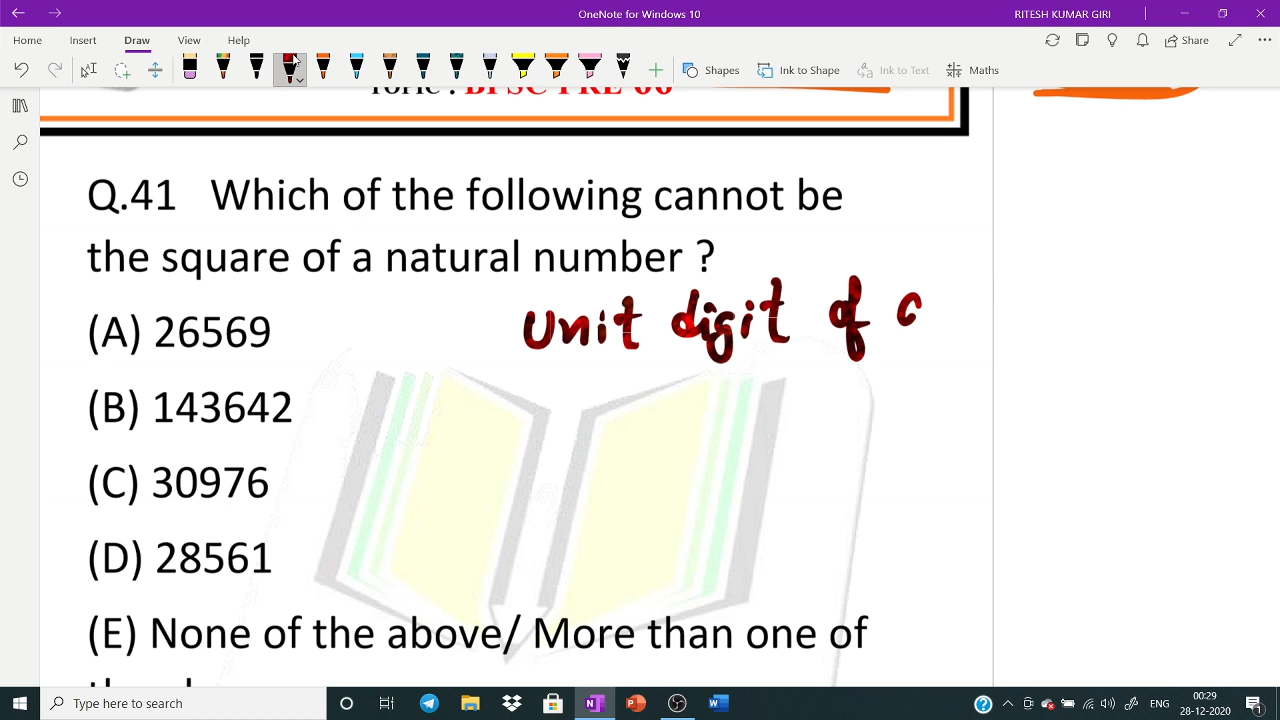 OneNote for Windows 10
RITESH KUMAR GIRI
Home Insert Draw View Help
Share
Shapes Ink to Shape Ink to Text Maths
Q.41 Which of the following cannot be
the square of a natural number ?
Unit digit of
(A) 26569
(B) 143642
(C) 30976
(D) 28561
(E) None of the above/ More than one of
Type here to search
ENG
00:29
28-12-2020